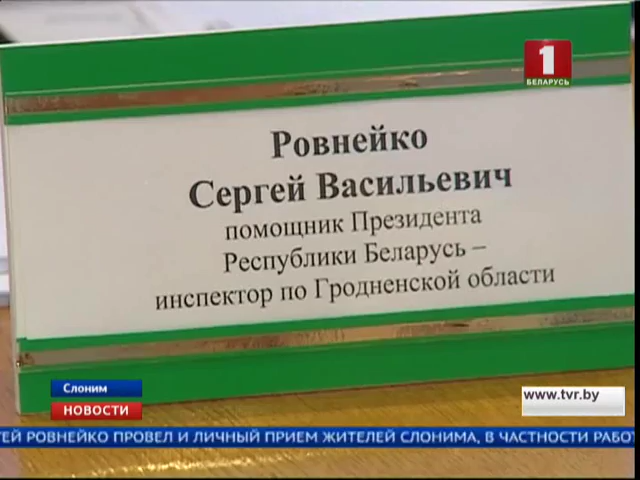 1
БЕЛАРУСЬ
Ровнейко
Сергей Васильевич
помощник Президента
Республики Беларусь –
инспектор по Гродненской области
Слоним
НОВОСТИ
www.tvr.by
ГЕЙ РОВНЕЙКО ПРОВЕЛ И ЛИЧНЫЙ ПРИЕМ ЖИТЕЛЕЙ СЛОНИМА, В ЧАСТНОСТИ РАБОТ